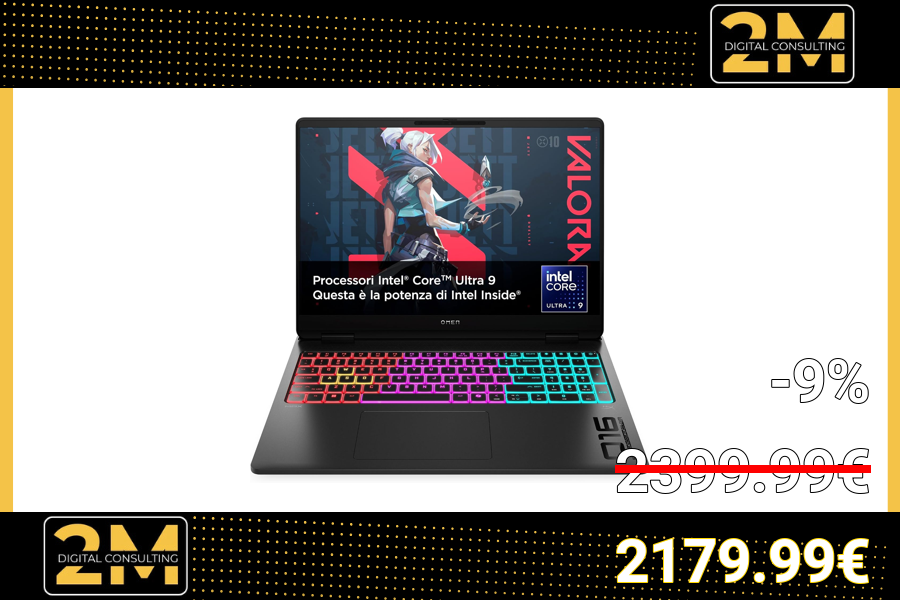 2M
DIGITAL CONSULTING
VALORA
10
Processori Intel® Core™ Ultra 9
Questa è la potenza di Intel Inside®
intel
CORE
ULTRA 9
OMEN
-9%
2399.99€
2M
DIGITAL CONSULTING
2179.99€